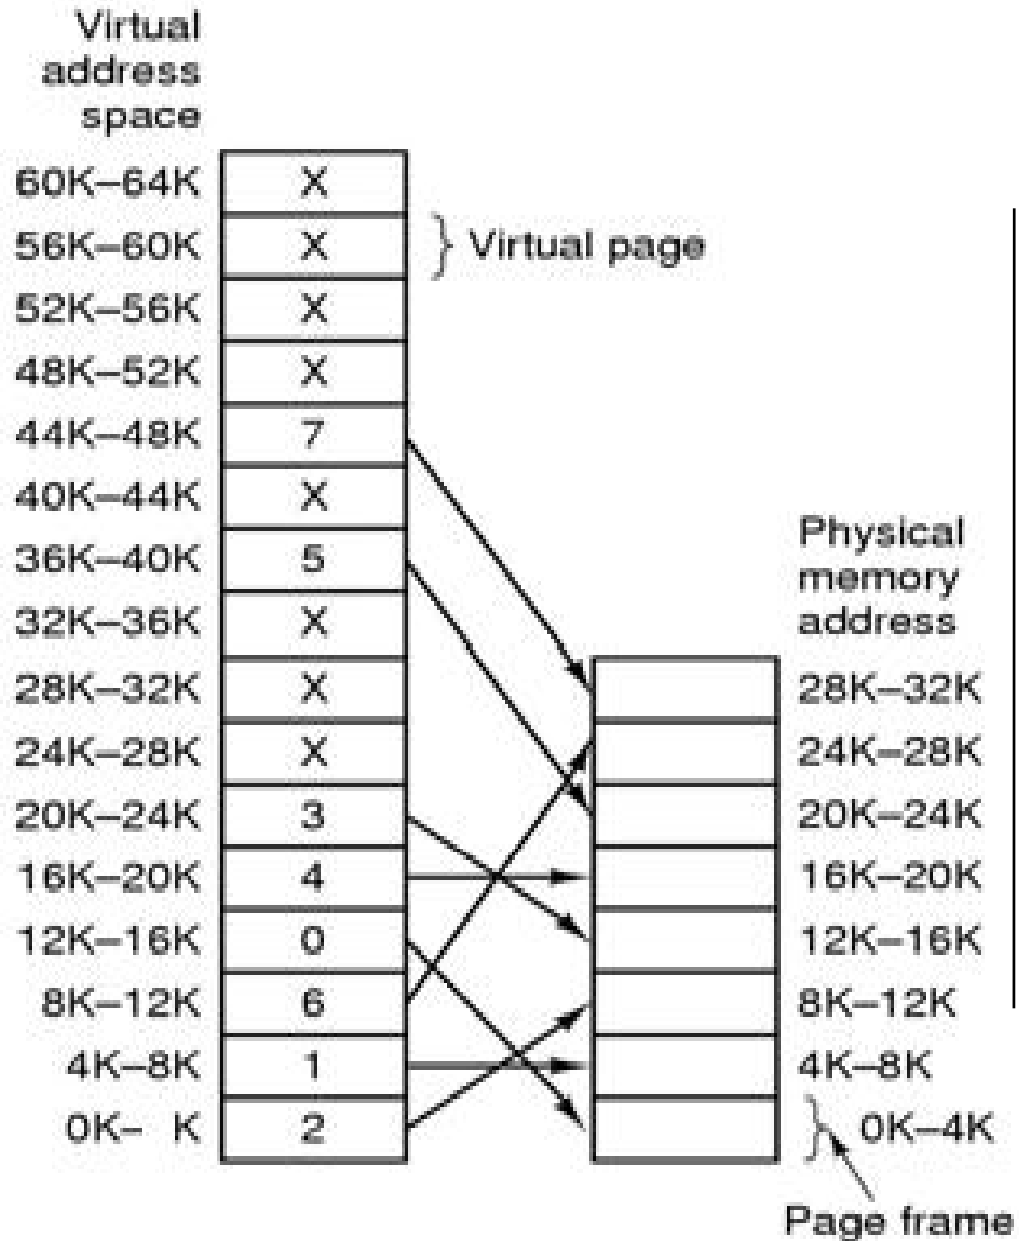 Virtual
address
space
60K–64K X
56K–60K X } Virtual page
52K–56K X
48K–52K X
44K–48K 7
40K–44K X
36K–40K 5
32K–36K X
Physical
memory
address
28K–32K X 28K–32K
24K–28K X 24K–28K
20K–24K 3 20K–24K
16K–20K 4 16K–20K
12K–16K 0 12K–16K
8K–12K 6 8K–12K
4K–8K 1 4K–8K
0K– K 2 } 0K–4K
Page frame